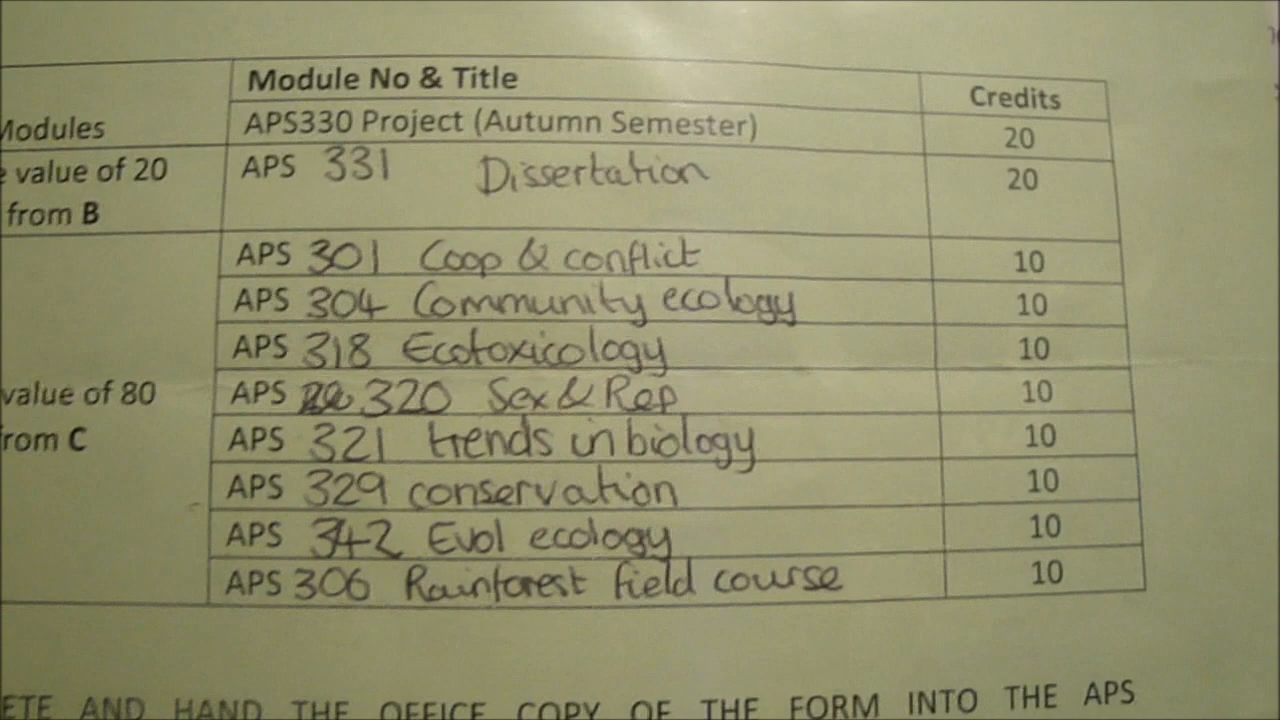 Module No & Title Credits
Modules APS330 Project (Autumn Semester) 20
value of 20 APS 331 Dissertation 20
from B
APS 301 Coop & conflict 10
APS 304 Community ecology 10
APS 318 Ecotoxicology 10
value of 80 APS 320 Sex & Rep 10
from C APS 321 trends in biology 10
APS 329 conservation 10
APS 342 Evol ecology 10
APS 306 Rainforest field course 10
AND HAND THE OFFICE COPY OF THE FORM INTO THE APS